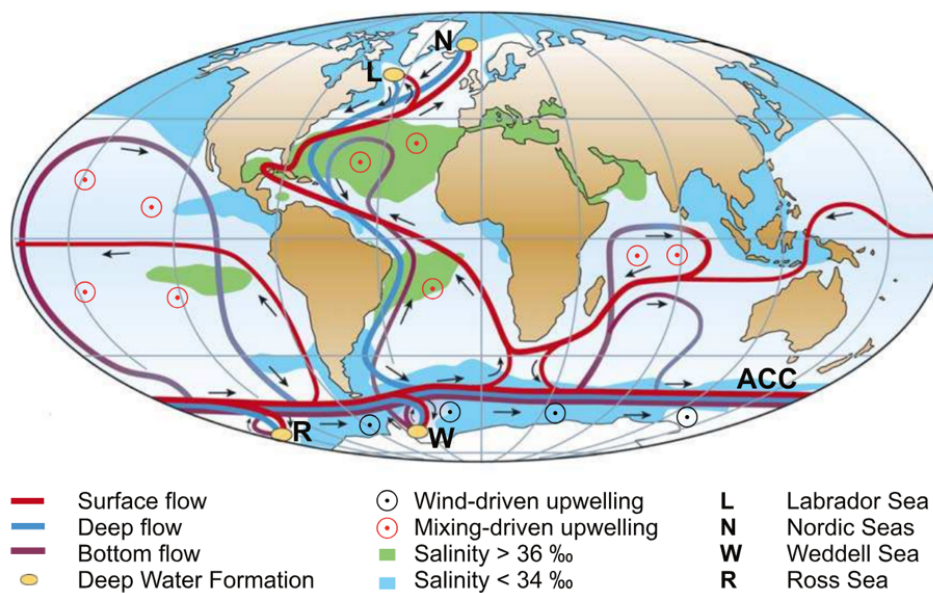 N
L
ACC
R
W
Surface flow
Deep flow
Bottom flow
Deep Water Formation
Wind-driven upwelling
Mixing-driven upwelling
Salinity > 36 ‰
Salinity < 34 ‰
L Labrador Sea
N Nordic Seas
W Weddell Sea
R Ross Sea